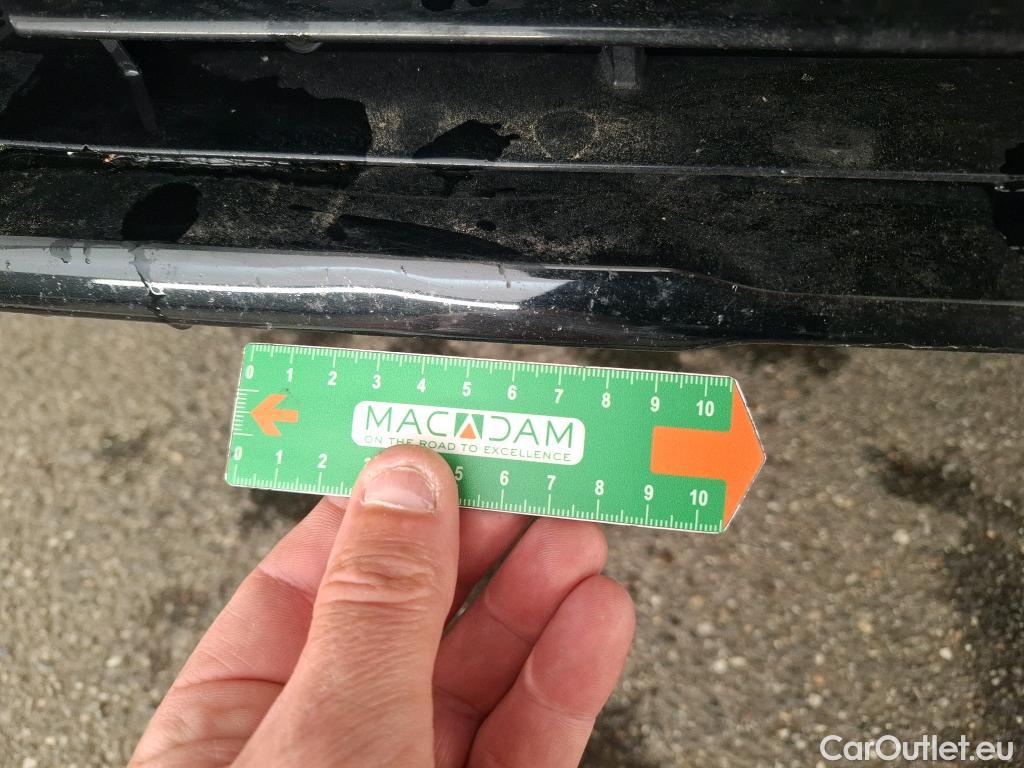 0 1 2 3 4 5 6 7 8 9 10
MACADAM
ON THE ROAD TO EXCELLENCE
0 1 2 5 6 7 8 9 10
CarOutlet.eu